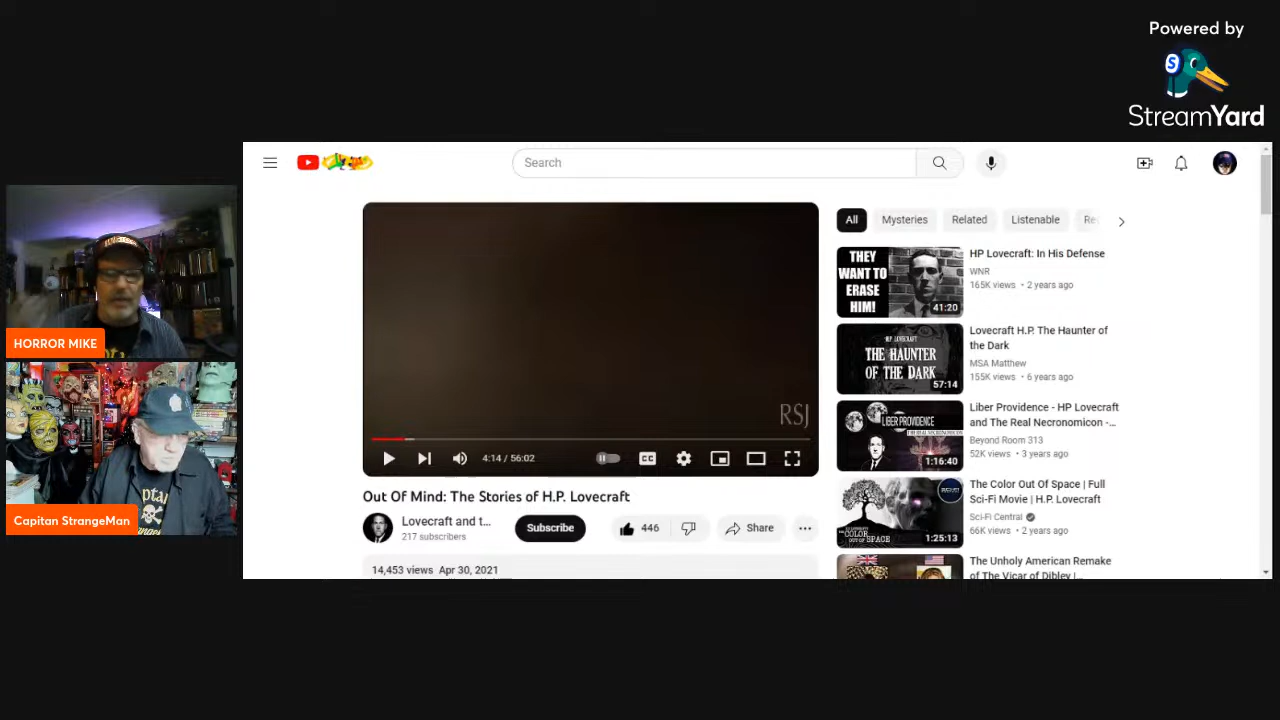 Powered by
StreamYard
Search
HORROR MIKE
Capitan StrangeMan
RSJ
4:14 / 56:02
CC
Out Of Mind: The Stories of H.P. Lovecraft
Lovecraft and t...
217 subscribers
Subscribe
446
Share
14,453 views Apr 30, 2021
All
Mysteries
Related
Listenable
THEY
WANT TO
ERASE
HIM!
41:20
HP Lovecraft: In His Defense
WNR
165K views • 2 years ago
H.P. LOVECRAFT
THE HAUNTER
OF THE DARK
57:14
Lovecraft H.P. The Haunter of
the Dark
MSA Matthew
155K views • 6 years ago
LIBER PROVIDENCE
1:16:40
Liber Providence - HP Lovecraft
and The Real Necronomicon -...
Beyond Room 313
52K views • 3 years ago
COLOR
OUT OF SPACE
1:25:13
The Color Out Of Space | Full
Sci-Fi Movie | H.P. Lovecraft
Sci-Fi Central
66K views • 2 years ago
The Unholy American Remake
of The Vicar of Dibley |...